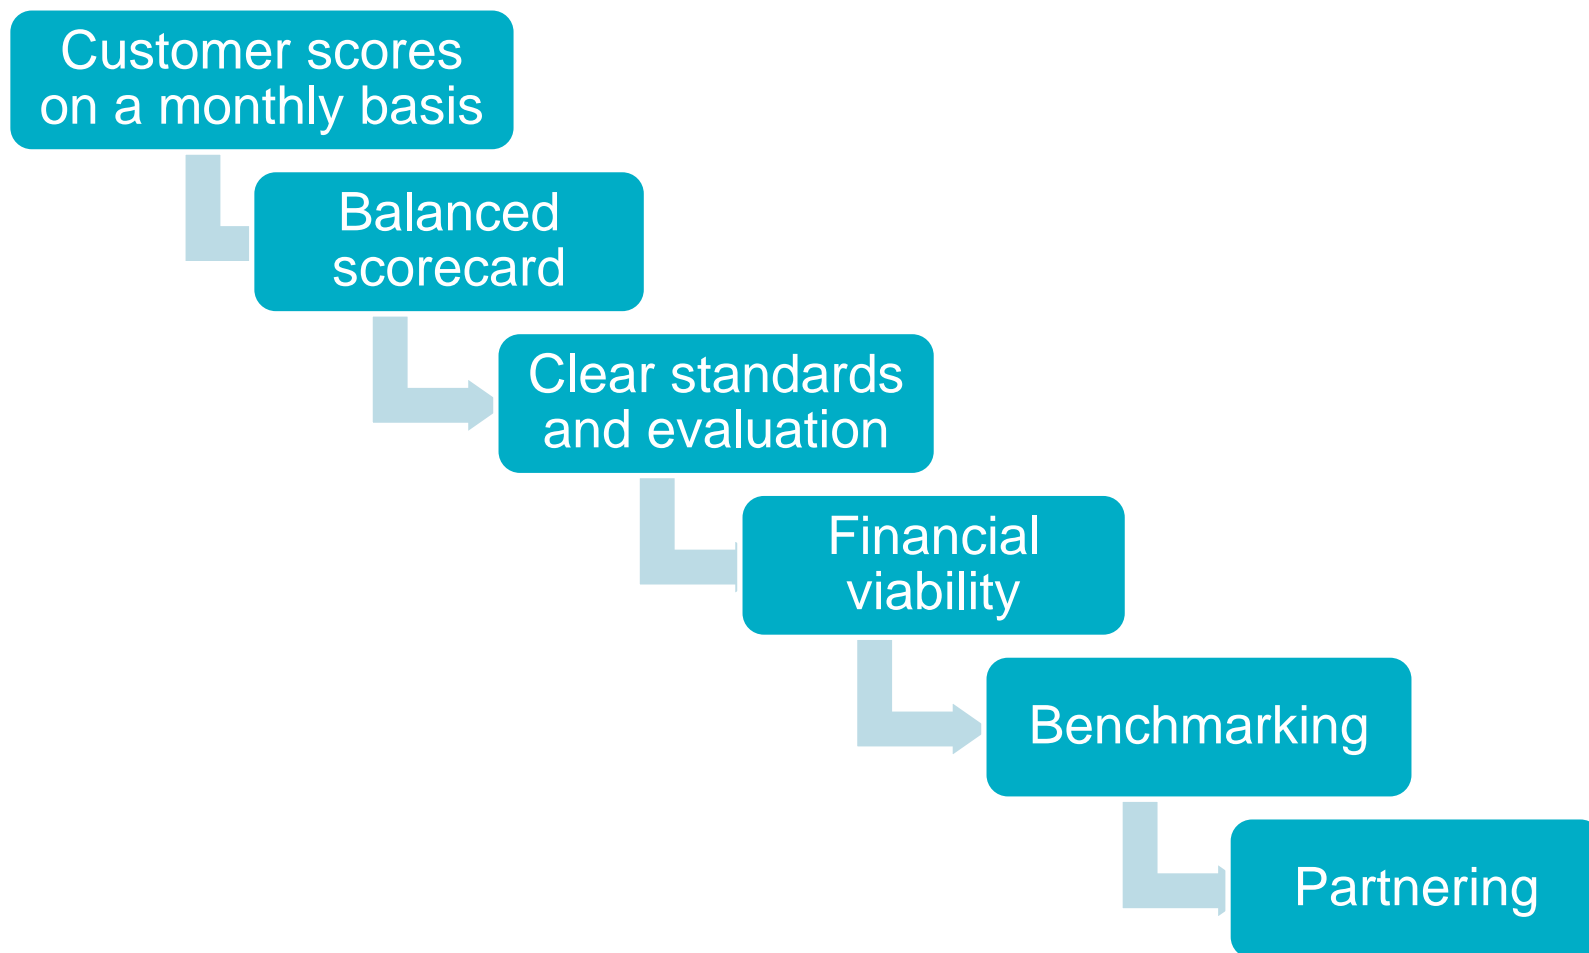 Customer scores
on a monthly basis
Balanced
scorecard
Clear standards
and evaluation
Financial
viability
Benchmarking
Partnering